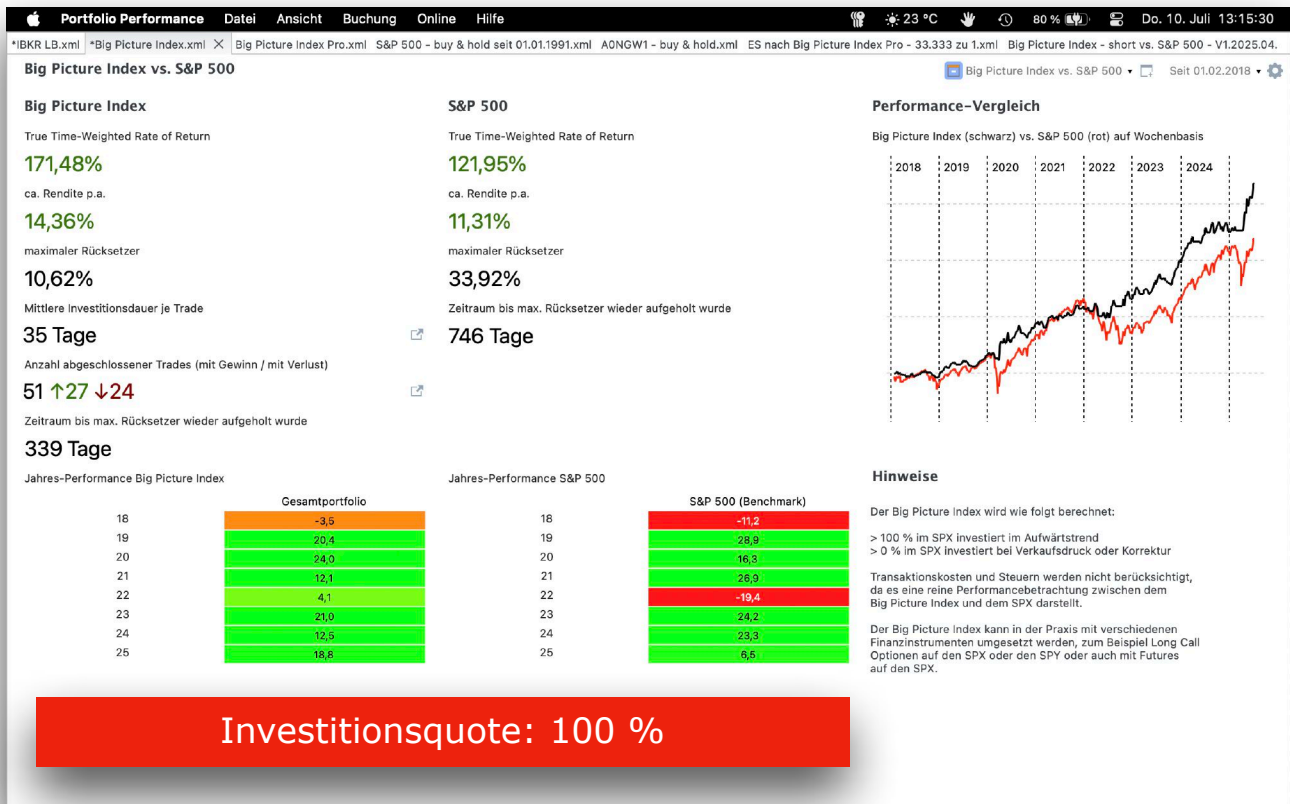 Portfolio Performance Datei Ansicht Buchung Online Hilfe 23 °C 80 % Do. 10. Juli 13:15:30
*IBKR LB.xml *Big Picture Index.xml Big Picture Index Pro.xml S&P 500 - buy & hold seit 01.01.1991.xml A0NGW1 - buy & hold.xml ES nach Big Picture Index Pro - 33.333 zu 1.xml Big Picture Index - short vs. S&P 500 - V1.2025.04.
Big Picture Index vs. S&P 500
Big Picture Index vs. S&P 500 Seit 01.02.2018
Big Picture Index
True Time-Weighted Rate of Return
171,48%
ca. Rendite p.a.
14,36%
maximaler Rücksetzer
10,62%
Mittlere Investitionsdauer je Trade
35 Tage
Anzahl abgeschlossener Trades (mit Gewinn / mit Verlust)
51 ↑27 ↓24
Zeitraum bis max. Rücksetzer wieder aufgeholt wurde
339 Tage
S&P 500
True Time-Weighted Rate of Return
121,95%
ca. Rendite p.a.
11,31%
maximaler Rücksetzer
33,92%
Zeitraum bis max. Rücksetzer wieder aufgeholt wurde
746 Tage
Performance-Vergleich
Big Picture Index (schwarz) vs. S&P 500 (rot) auf Wochenbasis
2018 2019 2020 2021 2022 2023 2024
Jahres-Performance Big Picture Index
Gesamtportfolio
18 -3,5
19 20,4
20 24,0
21 12,1
22 4,1
23 21,0
24 12,5
25 18,8
Jahres-Performance S&P 500
S&P 500 (Benchmark)
18 -11,2
19 28,9
20 16,3
21 26,9
22 -19,4
23 24,2
24 23,3
25 6,5
Hinweise
Der Big Picture Index wird wie folgt berechnet:
> 100 % im SPX investiert im Aufwärtstrend
> 0 % im SPX investiert bei Verkaufsdruck oder Korrektur
Transaktionskosten und Steuern werden nicht berücksichtigt,
da es eine reine Performancebetrachtung zwischen dem
Big Picture Index und dem SPX darstellt.
Der Big Picture Index kann in der Praxis mit verschiedenen
Finanzinstrumenten umgesetzt werden, zum Beispiel Long Call
Optionen auf den SPX oder den SPY oder auch mit Futures
auf den SPX.
Investitionsquote: 100 %